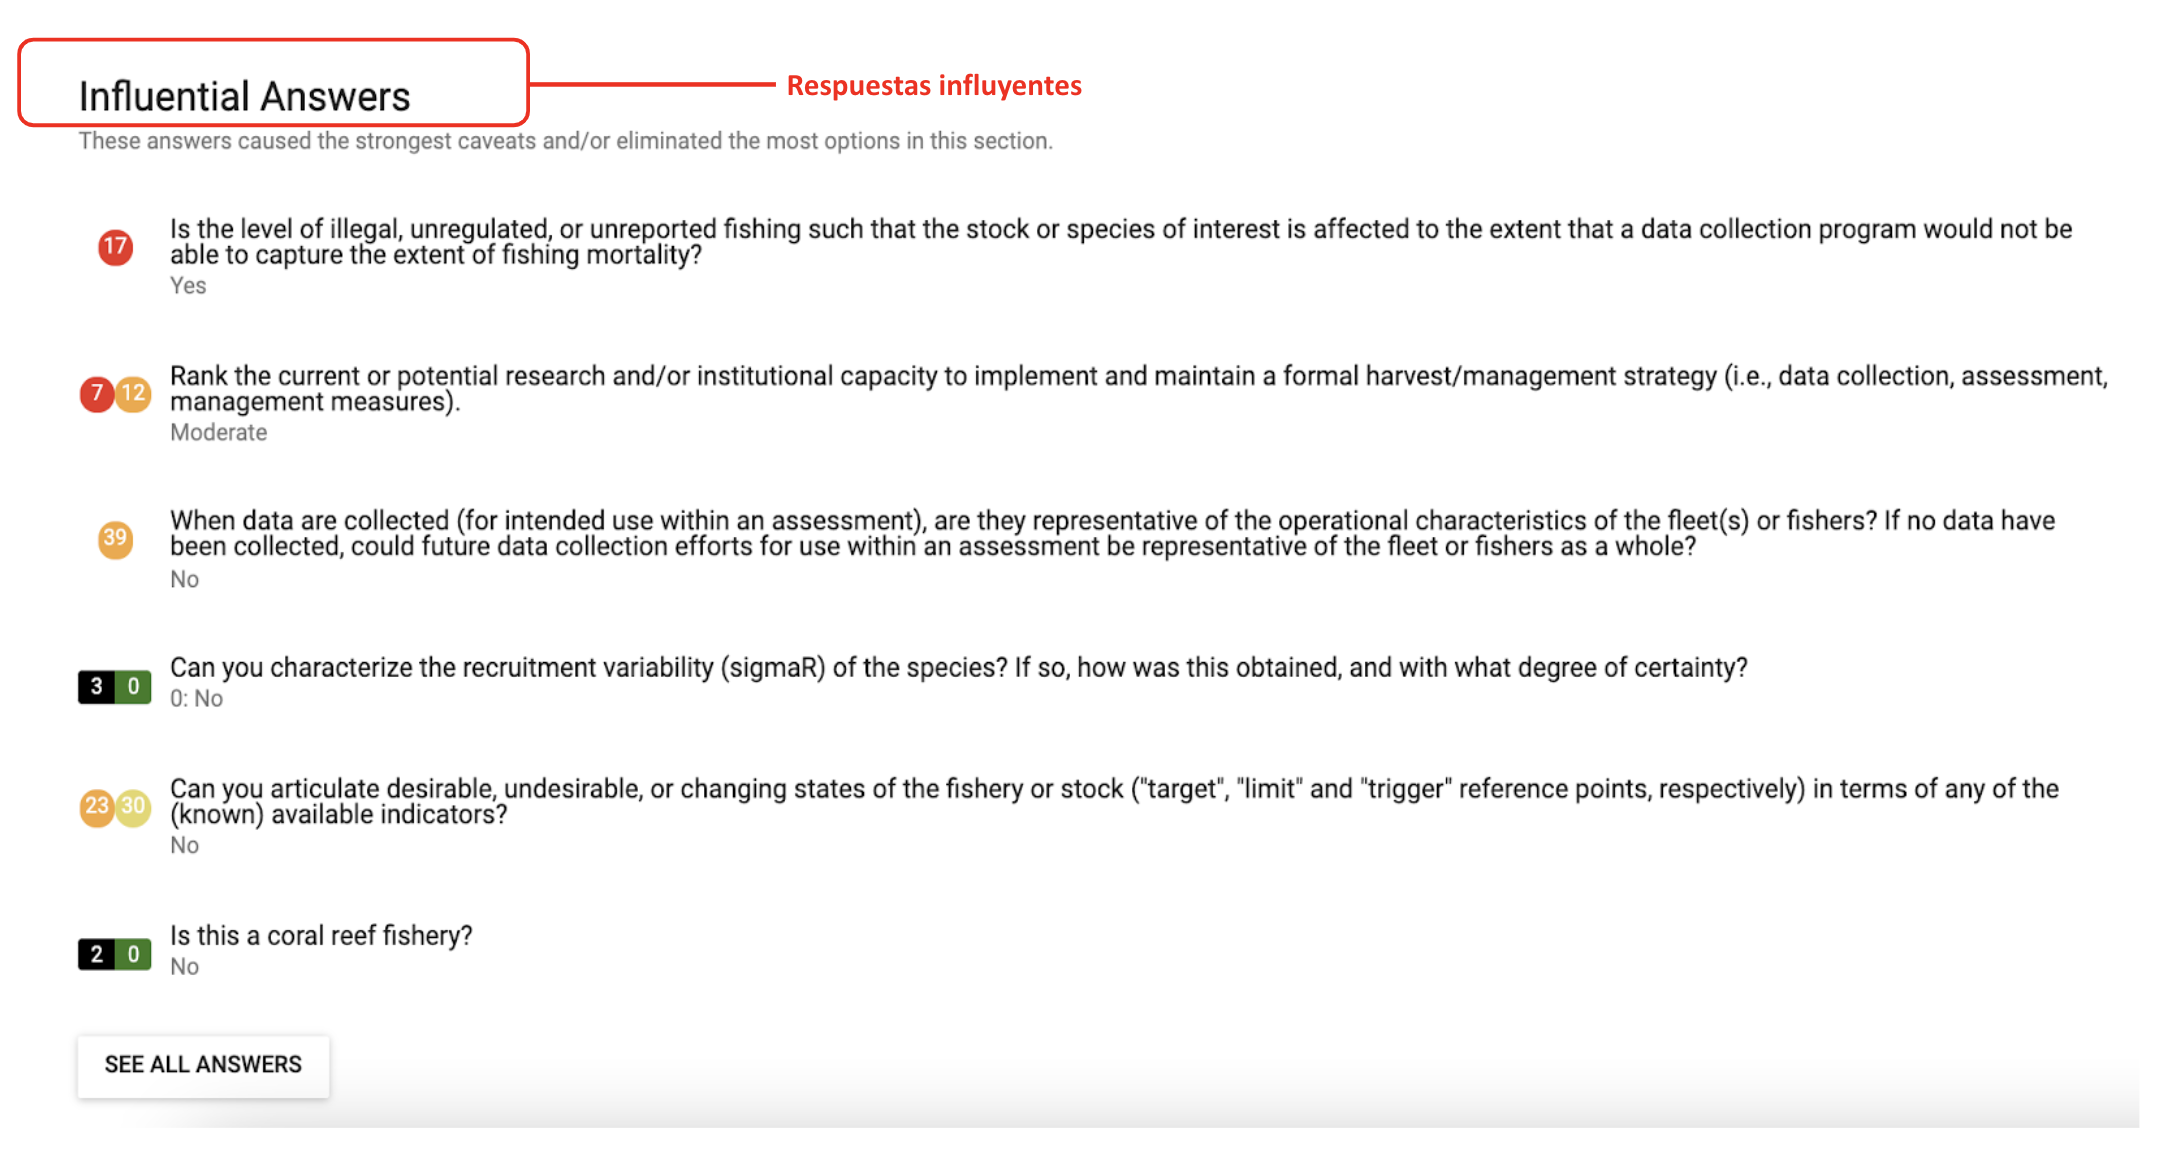 Influential Answers
Respuestas influyentes
These answers caused the strongest caveats and/or eliminated the most options in this section.
17
Is the level of illegal, unregulated, or unreported fishing such that the stock or species of interest is affected to the extent that a data collection program would not be
able to capture the extent of fishing mortality?
Yes
7 12
Rank the current or potential research and/or institutional capacity to implement and maintain a formal harvest/management strategy (i.e., data collection, assessment,
management measures).
Moderate
39
When data are collected (for intended use within an assessment), are they representative of the operational characteristics of the fleet(s) or fishers? If no data have
been collected, could future data collection efforts for use within an assessment be representative of the fleet or fishers as a whole?
No
3 0
Can you characterize the recruitment variability (sigmaR) of the species? If so, how was this obtained, and with what degree of certainty?
0: No
23 30
Can you articulate desirable, undesirable, or changing states of the fishery or stock ("target", "limit" and "trigger" reference points, respectively) in terms of any of the
(known) available indicators?
No
2 0
Is this a coral reef fishery?
No
SEE ALL ANSWERS